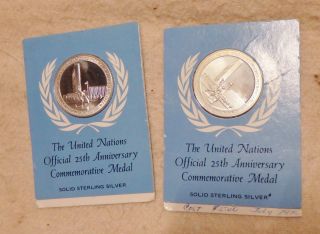 The United Nations
Official 25th Anniversary
Commemorative Medal
SOLID STERLING SILVER
The United Nations
Official 25th Anniversary
Commemorative Medal
SOLID STERLING SILVER*
Cost